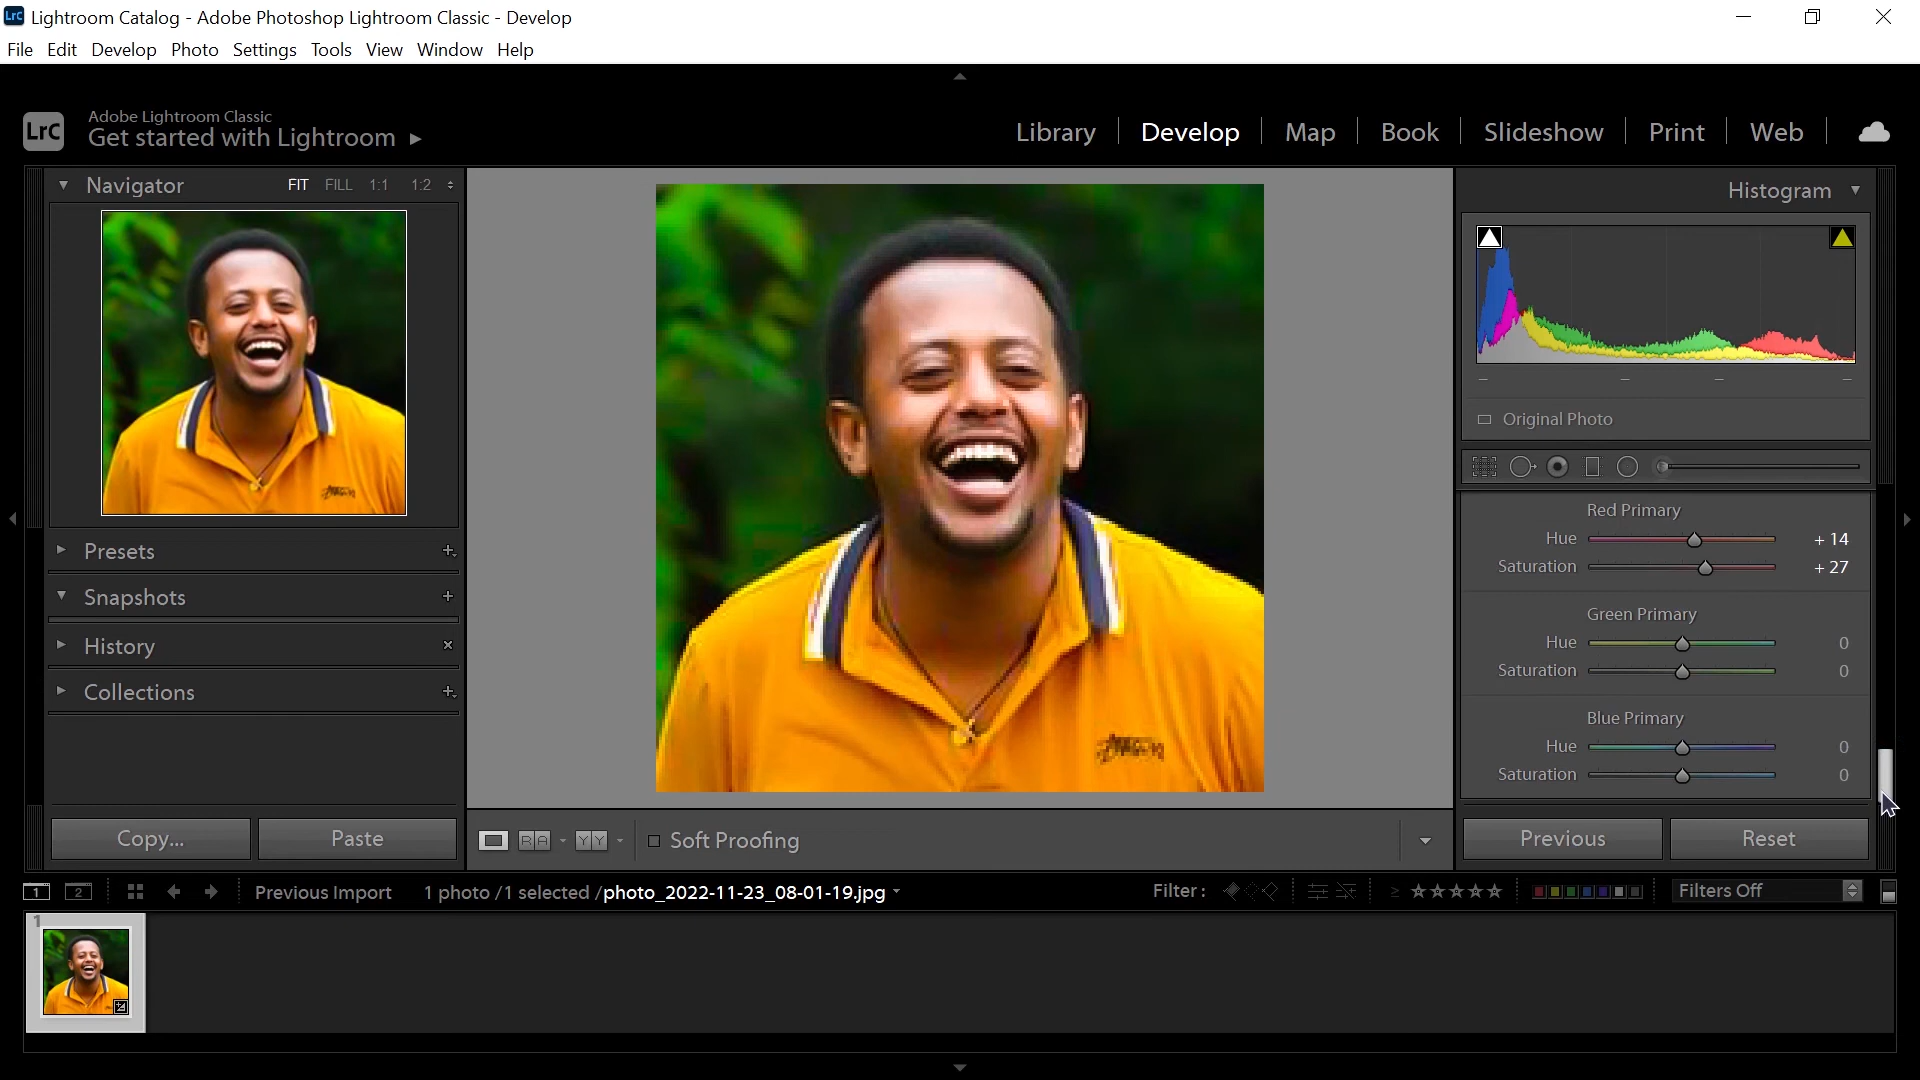 LrC Lightroom Catalog - Adobe Photoshop Lightroom Classic - Develop
File Edit Develop Photo Settings Tools View Window Help
LrC
Adobe Lightroom Classic
Get started with Lightroom
Library Develop Map Book Slideshow Print Web
Navigator FIT FILL 1:1 1:2
Histogram
Original Photo
Red Primary
Hue + 14
Saturation + 27
Green Primary
Hue 0
Saturation 0
Blue Primary
Hue 0
Saturation 0
Presets
Snapshots
History
Collections
Copy... Paste
R A Y Y Soft Proofing
Previous Reset
1 2 Previous Import 1 photo /1 selected /photo_2022-11-23_08-01-19.jpg Filter : ≥ Filters Off
1